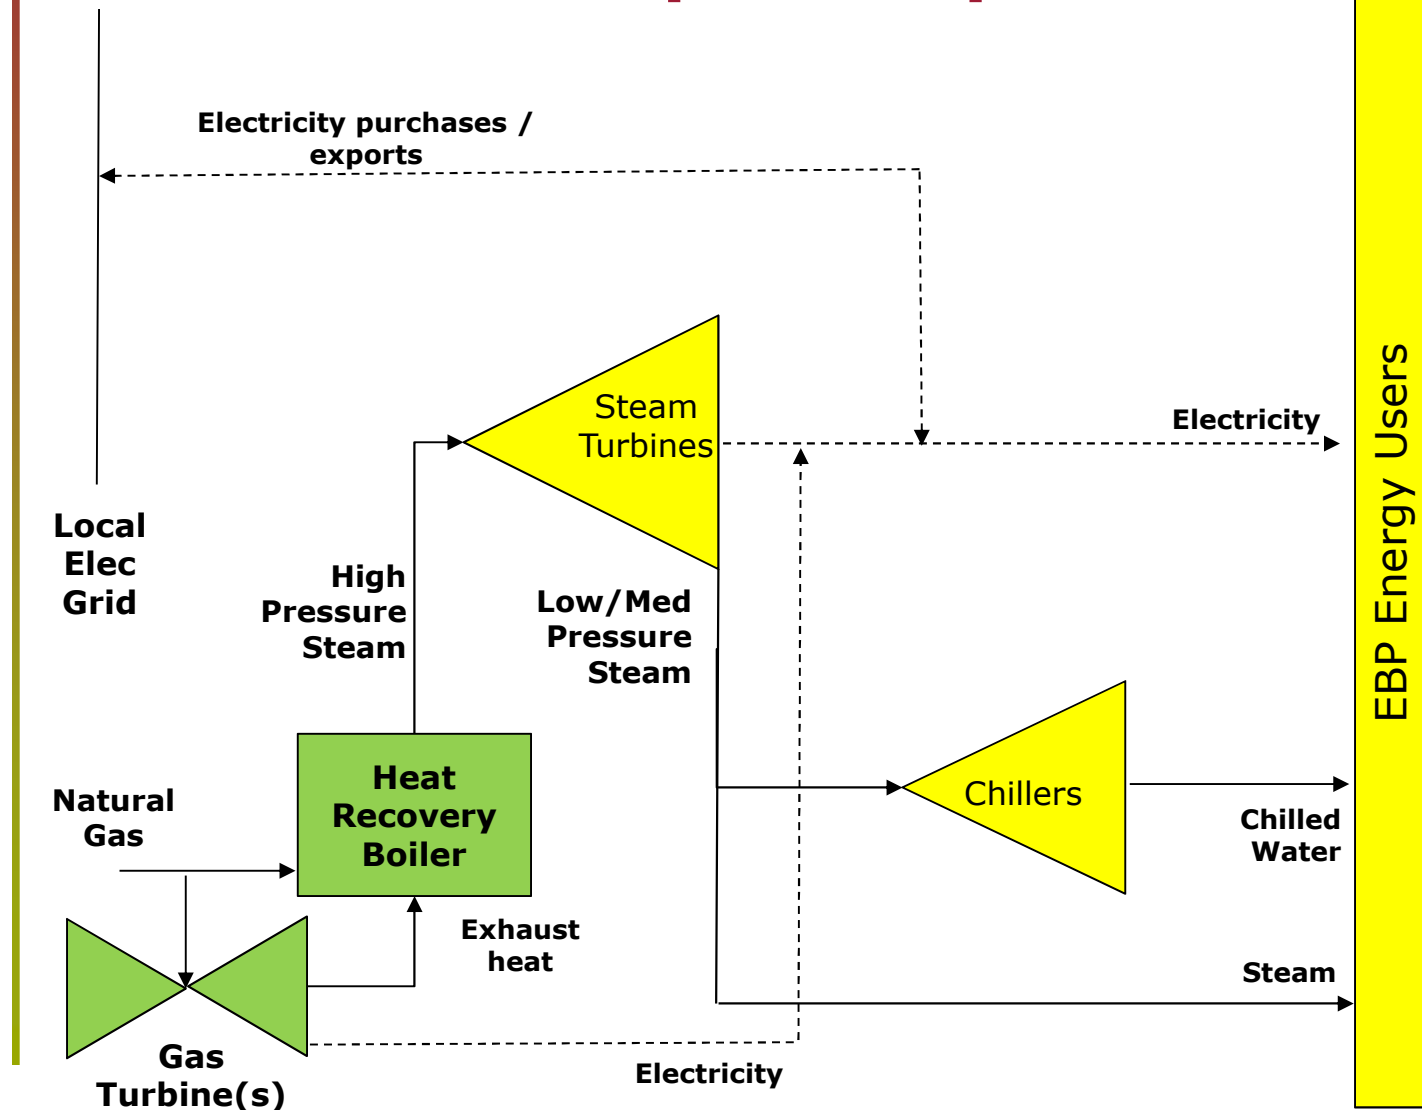 Electricity purchases /
exports
Steam
Turbines
Electricity
EBP Energy Users
Local
Elec
Grid
High
Pressure
Steam
Low/Med
Pressure
Steam
Heat
Recovery
Boiler
Natural
Gas
Chillers
Chilled
Water
Exhaust
heat
Steam
Gas
Turbine(s)
Electricity